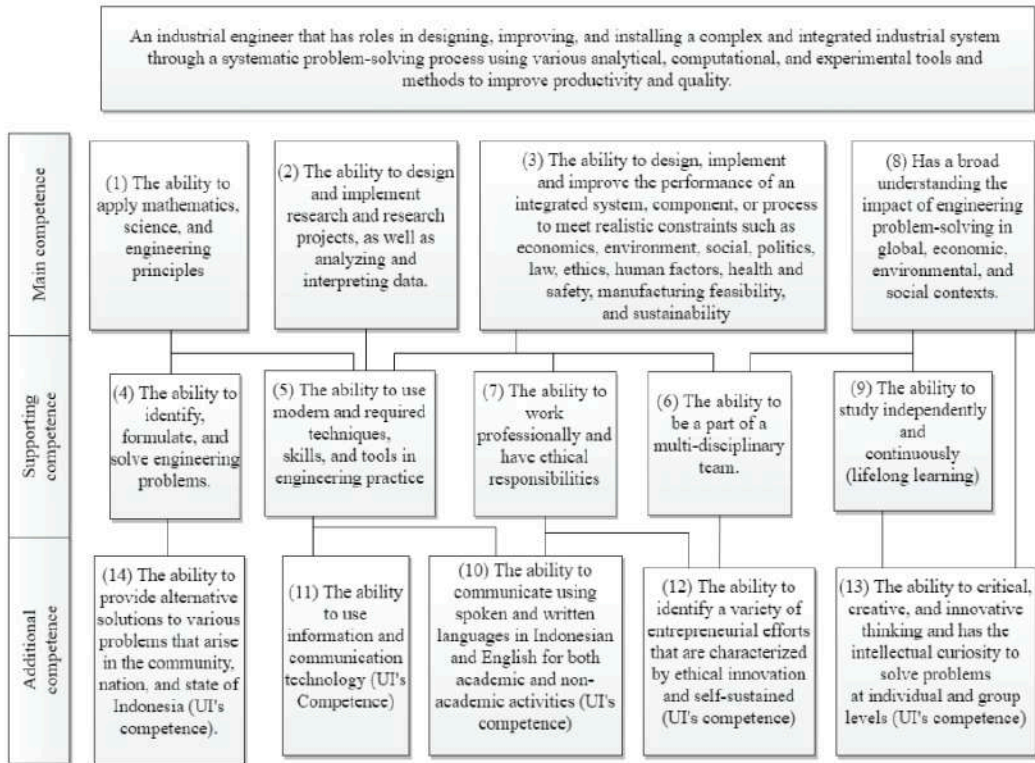 An industrial engineer that has roles in designing, improving, and installing a complex and integrated industrial system
through a systematic problem-solving process using various analytical, computational, and experimental tools and
methods to improve productivity and quality.
Main competence
(1) The ability to
apply mathematics,
science, and
engineering
principles
(2) The ability to design
and implement
research and research
projects, as well as
analyzing and
interpreting data.
(3) The ability to design, implement
and improve the performance of an
integrated system, component, or process
to meet realistic constraints such as
economics, environment, social, politics,
law, ethics, human factors, health and
safety, manufacturing feasibility,
and sustainability
(8) Has a broad
understanding the
impact of engineering
problem-solving in
global, economic,
environmental, and
social contexts.
Supporting
competence
(4) The ability to
identify,
formulate, and
solve engineering
problems.
(5) The ability to use
modern and required
techniques,
skills, and tools in
engineering practice
(7) The ability to
work
professionally and
have ethical
responsibilities
(6) The ability to
be a part of a
multi-disciplinary
team.
(9) The ability to
study independently
and
continuously
(lifelong learning)
Additional
competence
(14) The ability to
provide alternative
solutions to various
problems that arise
in the community,
nation, and state of
Indonesia (UI's
competence).
(11) The ability
to use
information and
communication
technology (UI's
Competence)
(10) The ability to
communicate using
spoken and written
languages in Indonesian
and English for both
academic and non-
academic activities (UI's
competence)
(12) The ability to
identify a variety of
entrepreneurial efforts
that are characterized
by ethical innovation
and self-sustained
(UI's competence)
(13) The ability to critical,
creative, and innovative
thinking and has the
intellectual curiosity to
solve problems
at individual and group
levels (UI's competence)